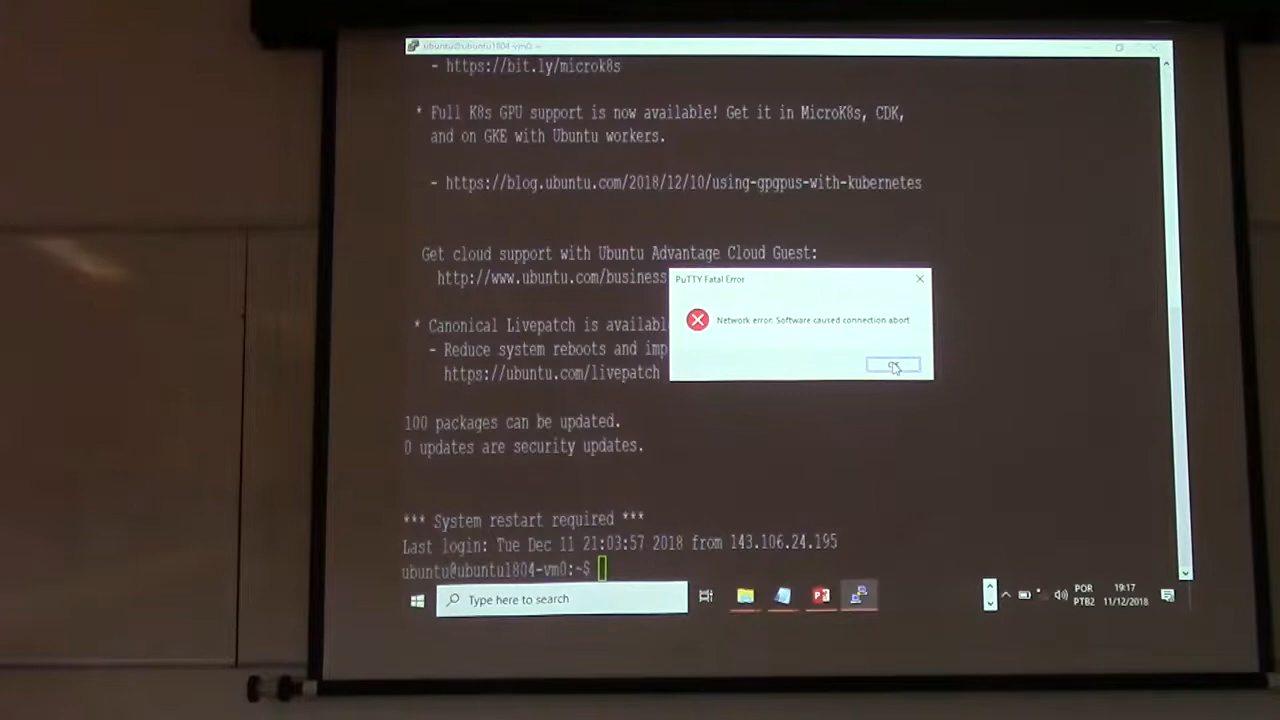 ubuntu@ubuntu1804-vm0: ~
- https://bit.ly/microk8s
* Full K8s GPU support is now available! Get it in MicroK8s, CDK,
and on GKE with Ubuntu workers.
- https://blog.ubuntu.com/2018/12/10/using-gpgpus-with-kubernetes
Get cloud support with Ubuntu Advantage Cloud Guest:
http://www.ubuntu.com/business
PuTTY Fatal Error
Network error: Software caused connection abort
* Canonical Livepatch is availabl
- Reduce system reboots and imp
https://ubuntu.com/livepatch
100 packages can be updated.
0 updates are security updates.
*** System restart required ***
Last login: Tue Dec 11 21:03:57 2018 from 143.106.24.195
ubuntu@ubuntu1804-vm0:~$
Type here to search
POR
PTB2
19:17
11/12/2018